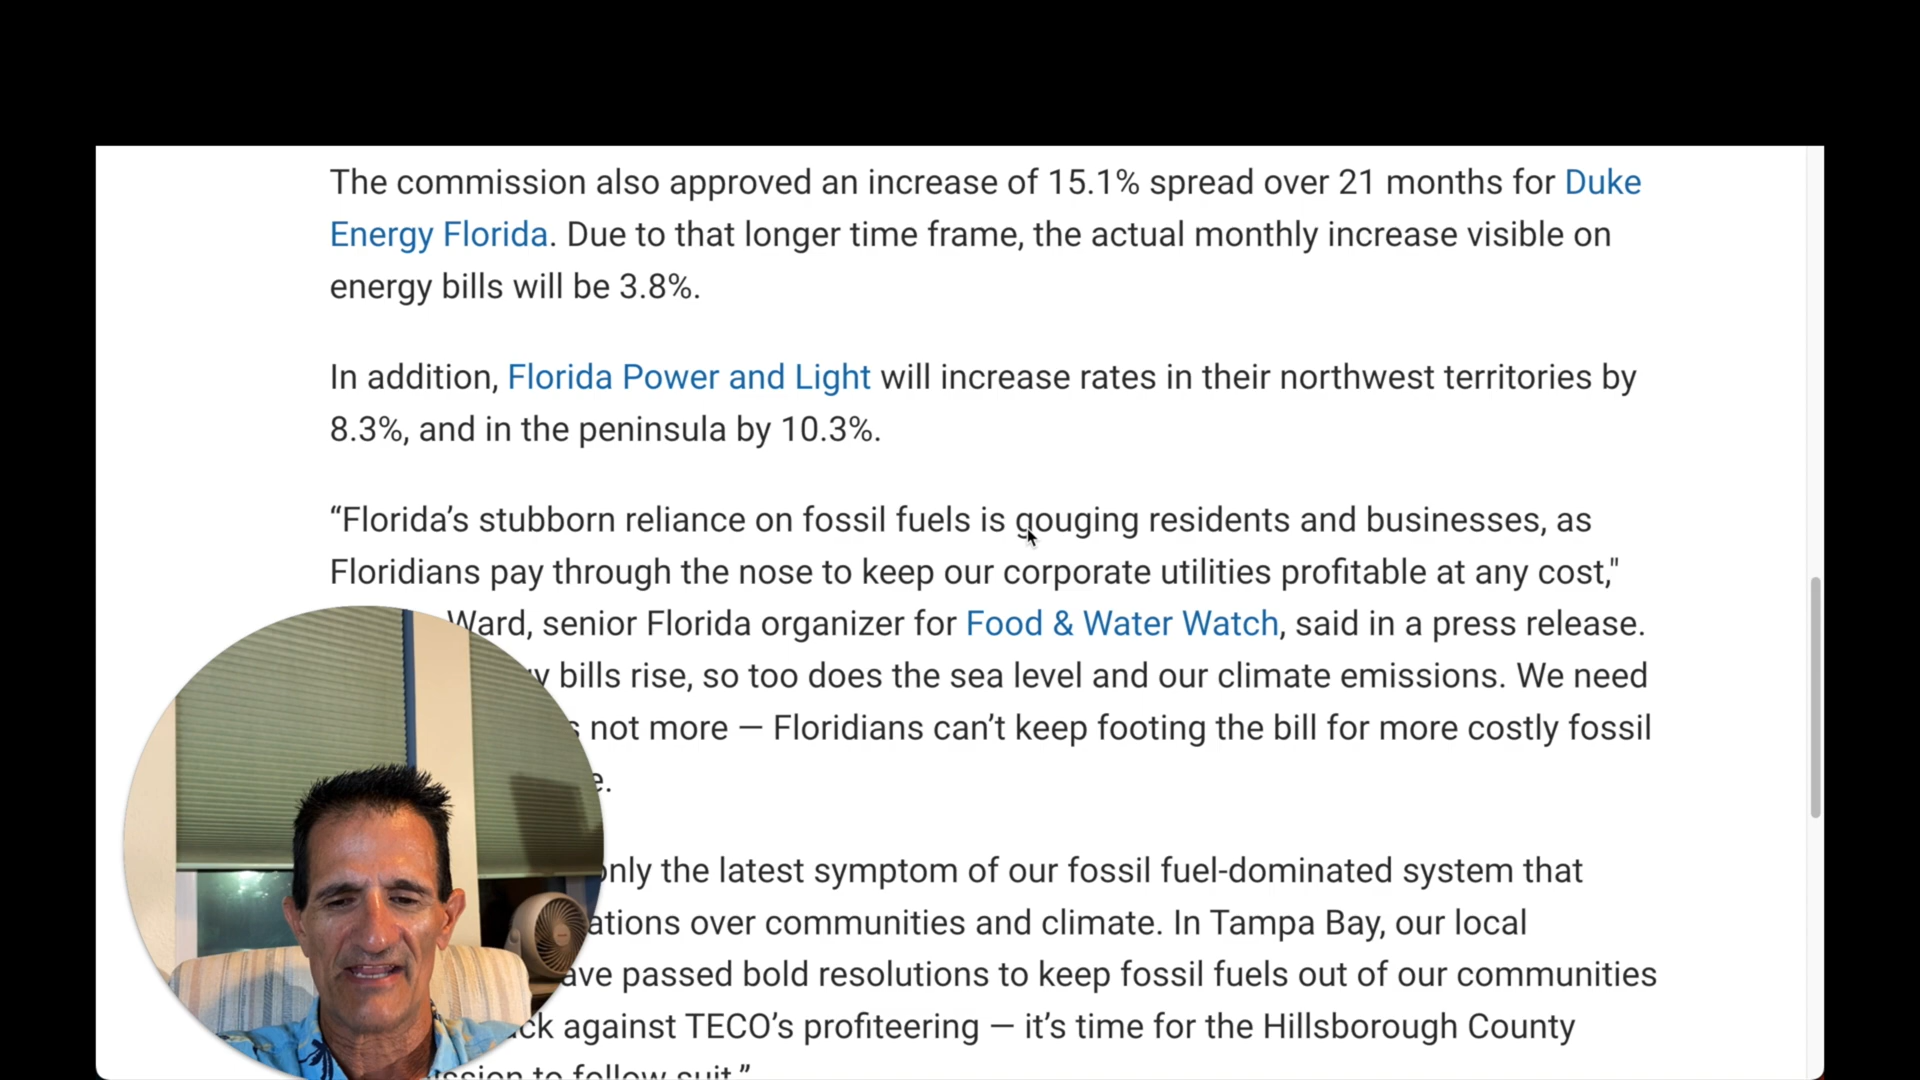 The commission also approved an increase of 15.1% spread over 21 months for Duke
Energy Florida. Due to that longer time frame, the actual monthly increase visible on
energy bills will be 3.8%.
In addition, Florida Power and Light will increase rates in their northwest territories by
8.3%, and in the peninsula by 10.3%.
“Florida’s stubborn reliance on fossil fuels is gouging residents and businesses, as
Floridians pay through the nose to keep our corporate utilities profitable at any cost,"
Ward, senior Florida organizer for Food & Water Watch, said in a press release.
bills rise, so too does the sea level and our climate emissions. We need
not more — Floridians can’t keep footing the bill for more costly fossil
only the latest symptom of our fossil fuel-dominated system that
over communities and climate. In Tampa Bay, our local
passed bold resolutions to keep fossil fuels out of our communities
against TECO’s profiteering — it’s time for the Hillsborough County
to follow suit.”